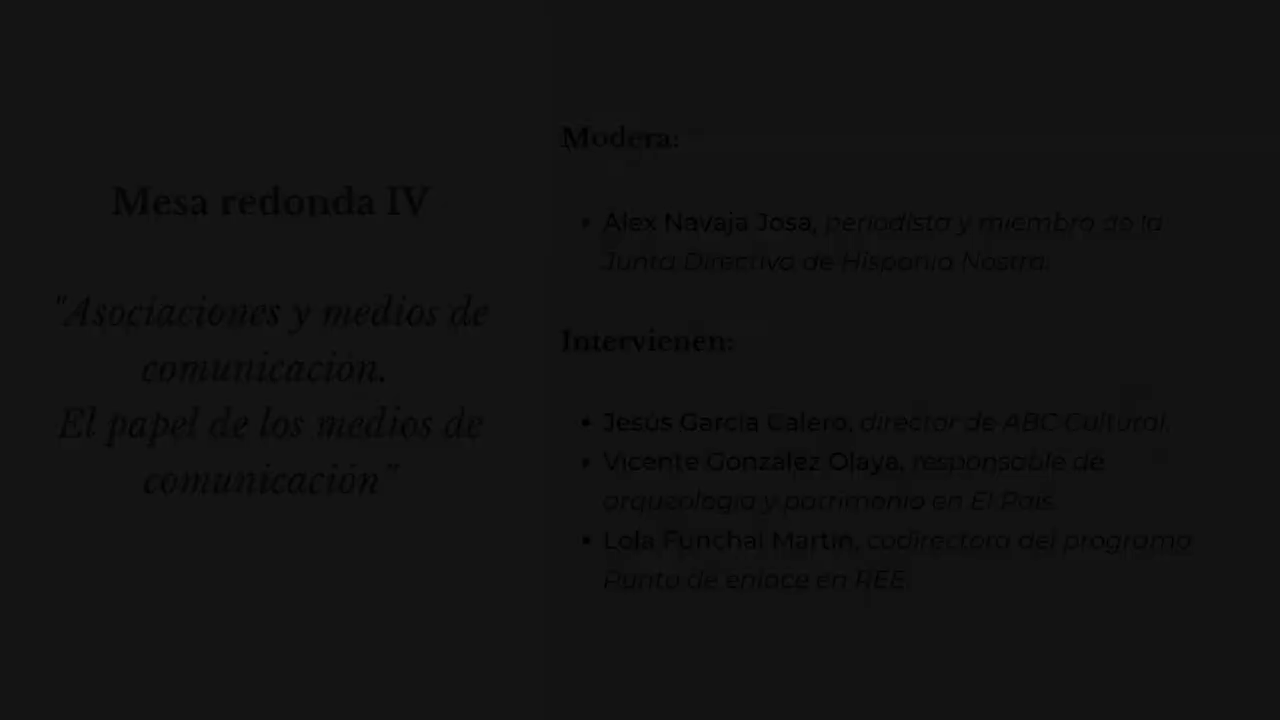 Mesa redonda IV
"Asociaciones y medios de
comunicación.
El papel de los medios de
comunicación"
Modera:
• Álex Navaja Josa, periodista y miembro de la
Junta Directiva de Hispania Nostra.
Intervienen:
• Jesús García Calero, director de ABC Cultural.
• Vicente González Olaya, responsable de
arqueología y patrimonio en El País.
• Lola Funchal Martín, codirectora del programa
Punto de enlace en REE.